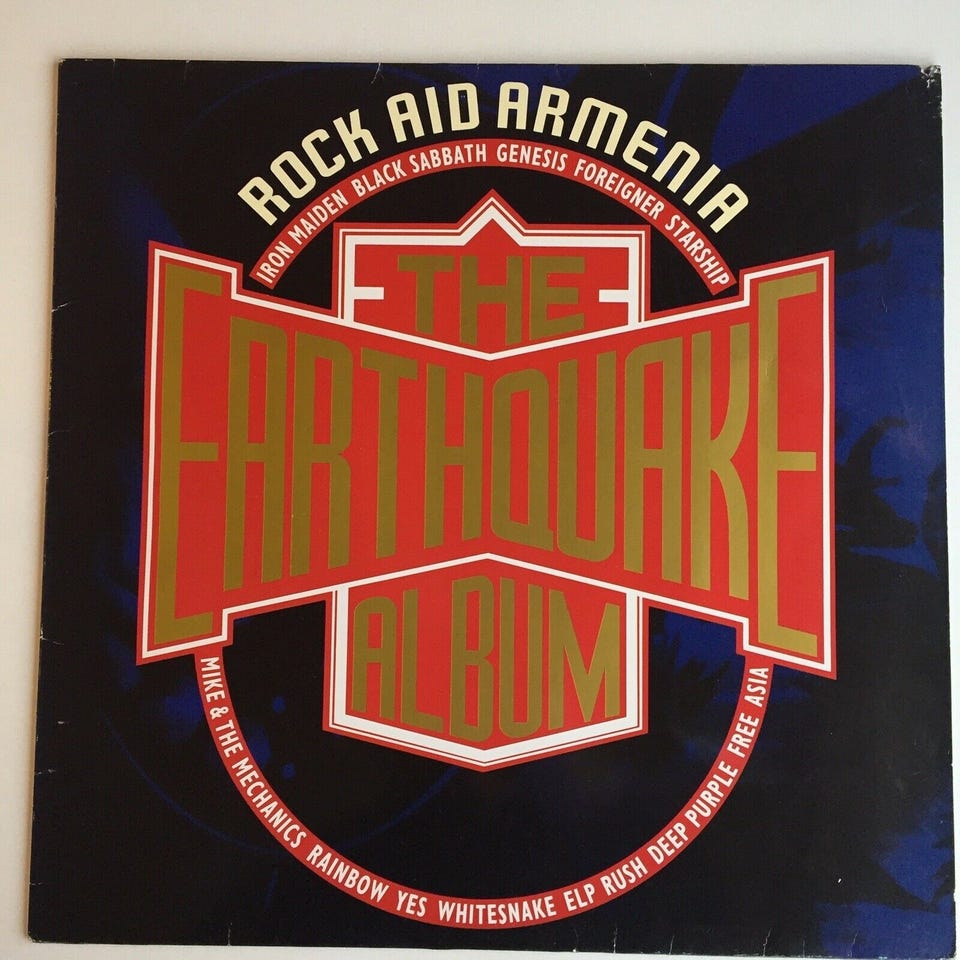 ROCK AID ARMENIA
IRON MAIDEN BLACK SABBATH GENESIS FOREIGNER STARSHIP
THE
EARTHQUAKE
ALBUM
MIKE & THE MECHANICS RAINBOW YES WHITESNAKE ELP RUSH DEEP PURPLE FREE ASIA